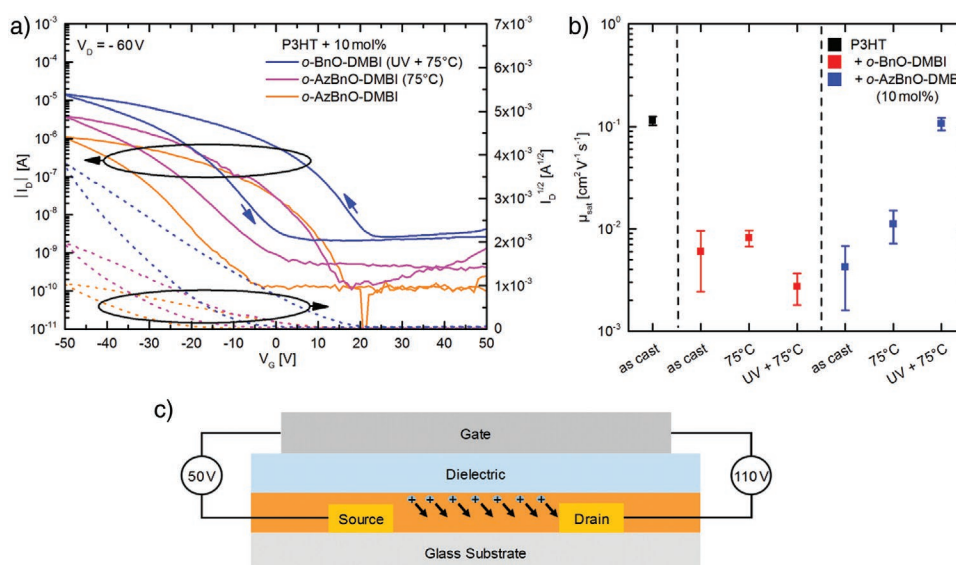 a)
V_D = - 60 V
P3HT + 10 mol%
o-BnO-DMBI (UV + 75°C)
o-AzBnO-DMBI (75°C)
o-AzBnO-DMBI
|I_D| [A]
10^-3
10^-4
10^-5
10^-6
10^-7
10^-8
10^-9
10^-10
10^-11
-50 -40 -30 -20 -10 0 10 20 30 40 50
V_G [V]
7x10^-3
6x10^-3
5x10^-3
4x10^-3
3x10^-3
2x10^-3
1x10^-3
0
I_D^1/2 [A^1/2]
b)
P3HT
+ o-BnO-DMBI
+ o-AzBnO-DMB
(10 mol%)
μ_sat [cm² V⁻¹ s⁻¹]
10^0
10^-1
10^-2
10^-3
as cast
as cast
75°C
UV + 75°C
as cast
75°C
UV + 75°C
c)
Gate
50 V
Dielectric
110 V
+ + + + + + +
Source
Drain
Glass Substrate